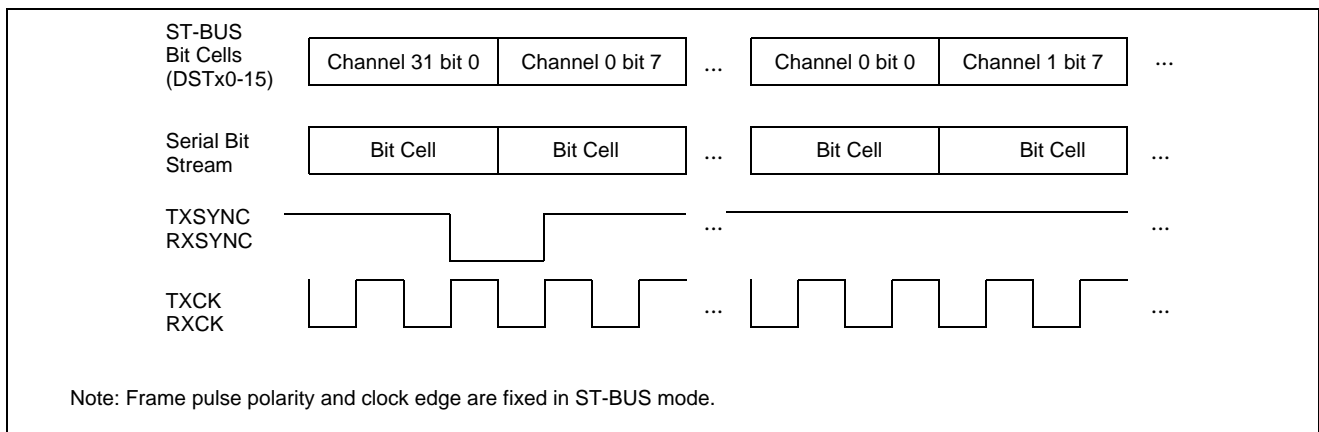 ST-BUS
Bit Cells
(DSTx0-15)
Channel 31 bit 0 Channel 0 bit 7 ... Channel 0 bit 0 Channel 1 bit 7 ...
Serial Bit
Stream
Bit Cell Bit Cell ... Bit Cell Bit Cell ...
TXSYNC
RXSYNC
... ...
TXCK
RXCK
... ...
Note: Frame pulse polarity and clock edge are fixed in ST-BUS mode.